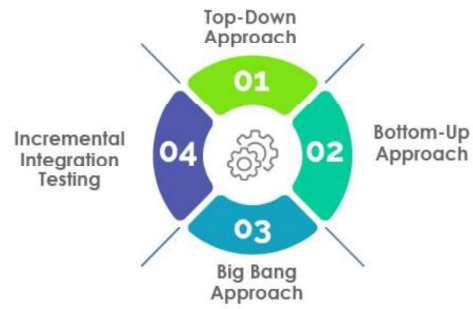 Top-Down
Approach
01
Bottom-Up
Approach
02
Big Bang
Approach
03
Incremental
Integration
Testing
04